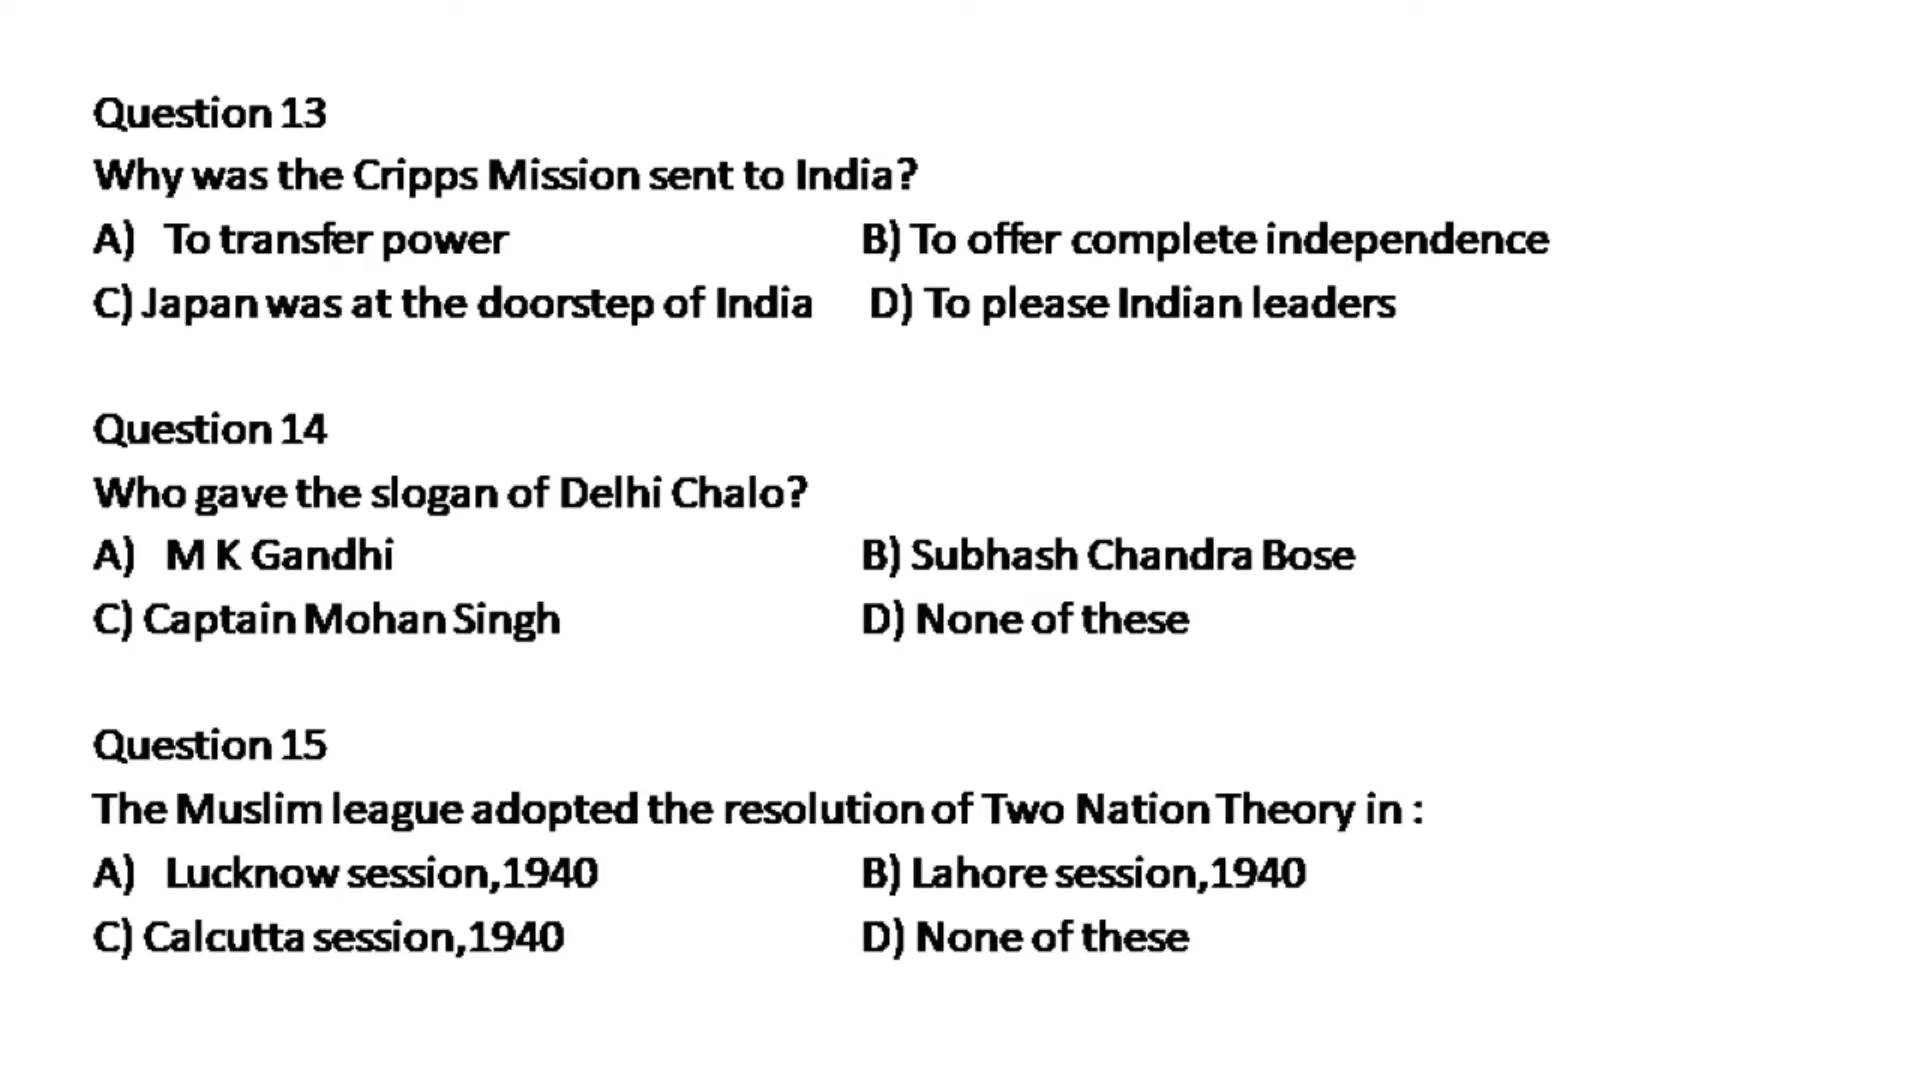 Question 13
Why was the Cripps Mission sent to India?
A) To transfer power B) To offer complete independence
C) Japan was at the doorstep of India D) To please Indian leaders
Question 14
Who gave the slogan of Delhi Chalo?
A) M K Gandhi B) Subhash Chandra Bose
C) Captain Mohan Singh D) None of these
Question 15
The Muslim league adopted the resolution of Two Nation Theory in :
A) Lucknow session,1940 B) Lahore session,1940
C) Calcutta session,1940 D) None of these